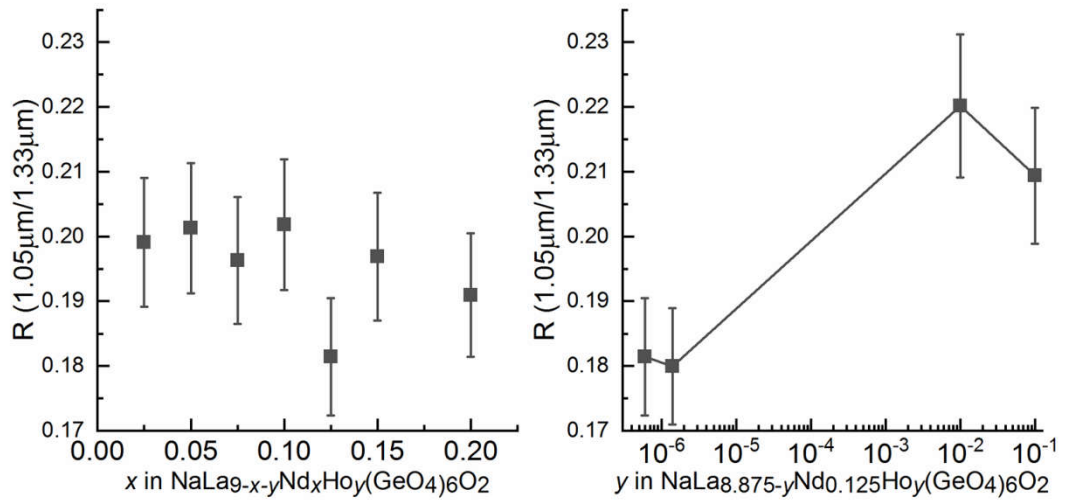 R (1.05μm/1.33μm)
0.23
0.22
0.21
0.20
0.19
0.18
0.17
0.00 0.05 0.10 0.15 0.20
x in NaLa9-x-yNdxHoy(GeO4)6O2
R (1.05μm/1.33μm)
0.23
0.22
0.21
0.20
0.19
0.18
0.17
10-6 10-5 10-4 10-3 10-2 10-1
y in NaLa8.875-yNd0.125Hoy(GeO4)6O2